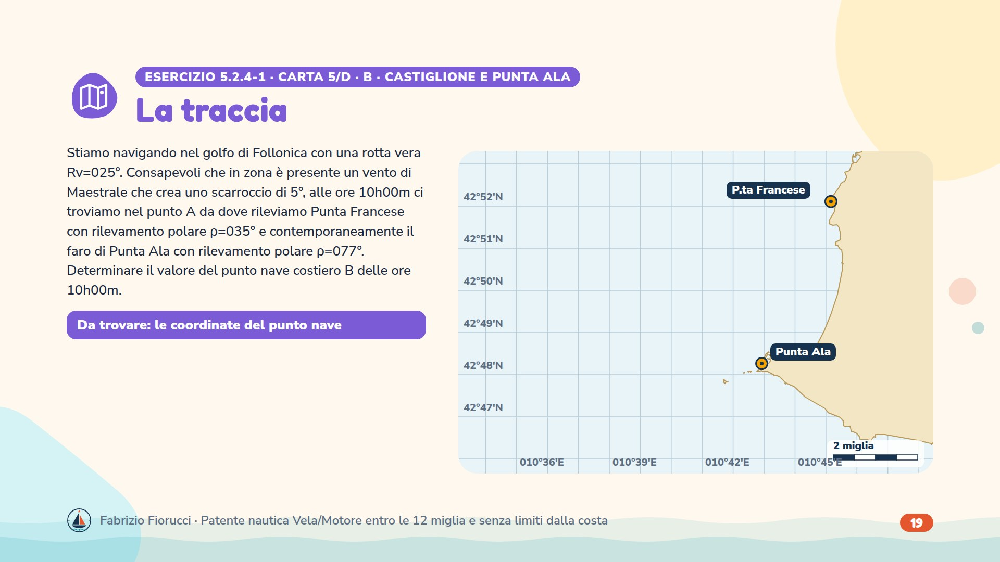 ESERCIZIO 5.2.4-1 · CARTA 5/D · B · CASTIGLIONE E PUNTA ALA
La traccia
Stiamo navigando nel golfo di Follonica con una rotta vera
Rv=025°. Consapevoli che in zona è presente un vento di
Maestrale che crea uno scarroccio di 5°, alle ore 10h00m ci
troviamo nel punto A da dove rileviamo Punta Francese
con rilevamento polare ρ=035° e contemporaneamente il
faro di Punta Ala con rilevamento polare ρ=077°.
Determinare il valore del punto nave costiero B delle ore
10h00m.
Da trovare: le coordinate del punto nave
P.ta Francese
42°52'N
42°51'N
42°50'N
42°49'N
Punta Ala
42°48'N
42°47'N
2 miglia
010°36'E
010°39'E
010°42'E
010°45'E
Fabrizio Fiorucci · Patente nautica Vela/Motore entro le 12 miglia e senza limiti dalla costa
19